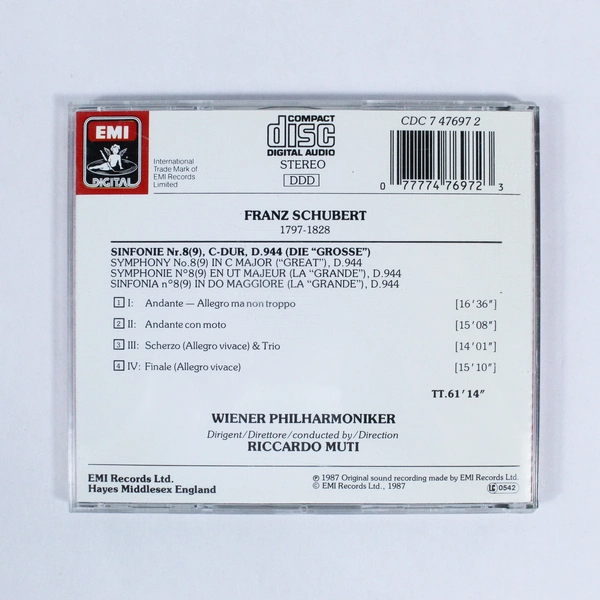 EMI
DIGITAL
International
Trade Mark of
EMI Records
Limited
COMPACT
disc
DIGITAL AUDIO
STEREO
DDD
CDC 7 47697 2
0 77774 76972 3
FRANZ SCHUBERT
1797-1828
SINFONIE Nr.8(9), C-DUR, D.944 (DIE “GROSSE”)
SYMPHONY No.8(9) IN C MAJOR (“GREAT”), D.944
SYMPHONIE N°8(9) EN UT MAJEUR (LA “GRANDE”), D.944
SINFONIA n°8(9) IN DO MAGGIORE (LA “GRANDE”), D.944
1 I: Andante — Allegro ma non troppo [16′36″]
2 II: Andante con moto [15′08″]
3 III: Scherzo (Allegro vivace) & Trio [14′01″]
4 IV: Finale (Allegro vivace) [15′10″]
TT.61′14″
WIENER PHILHARMONIKER
Dirigent/Direttore/conducted by/Direction
RICCARDO MUTI
EMI Records Ltd.
Hayes Middlesex England
℗ 1987 Original sound recording made by EMI Records Ltd.
© EMI Records Ltd., 1987
LC 0542